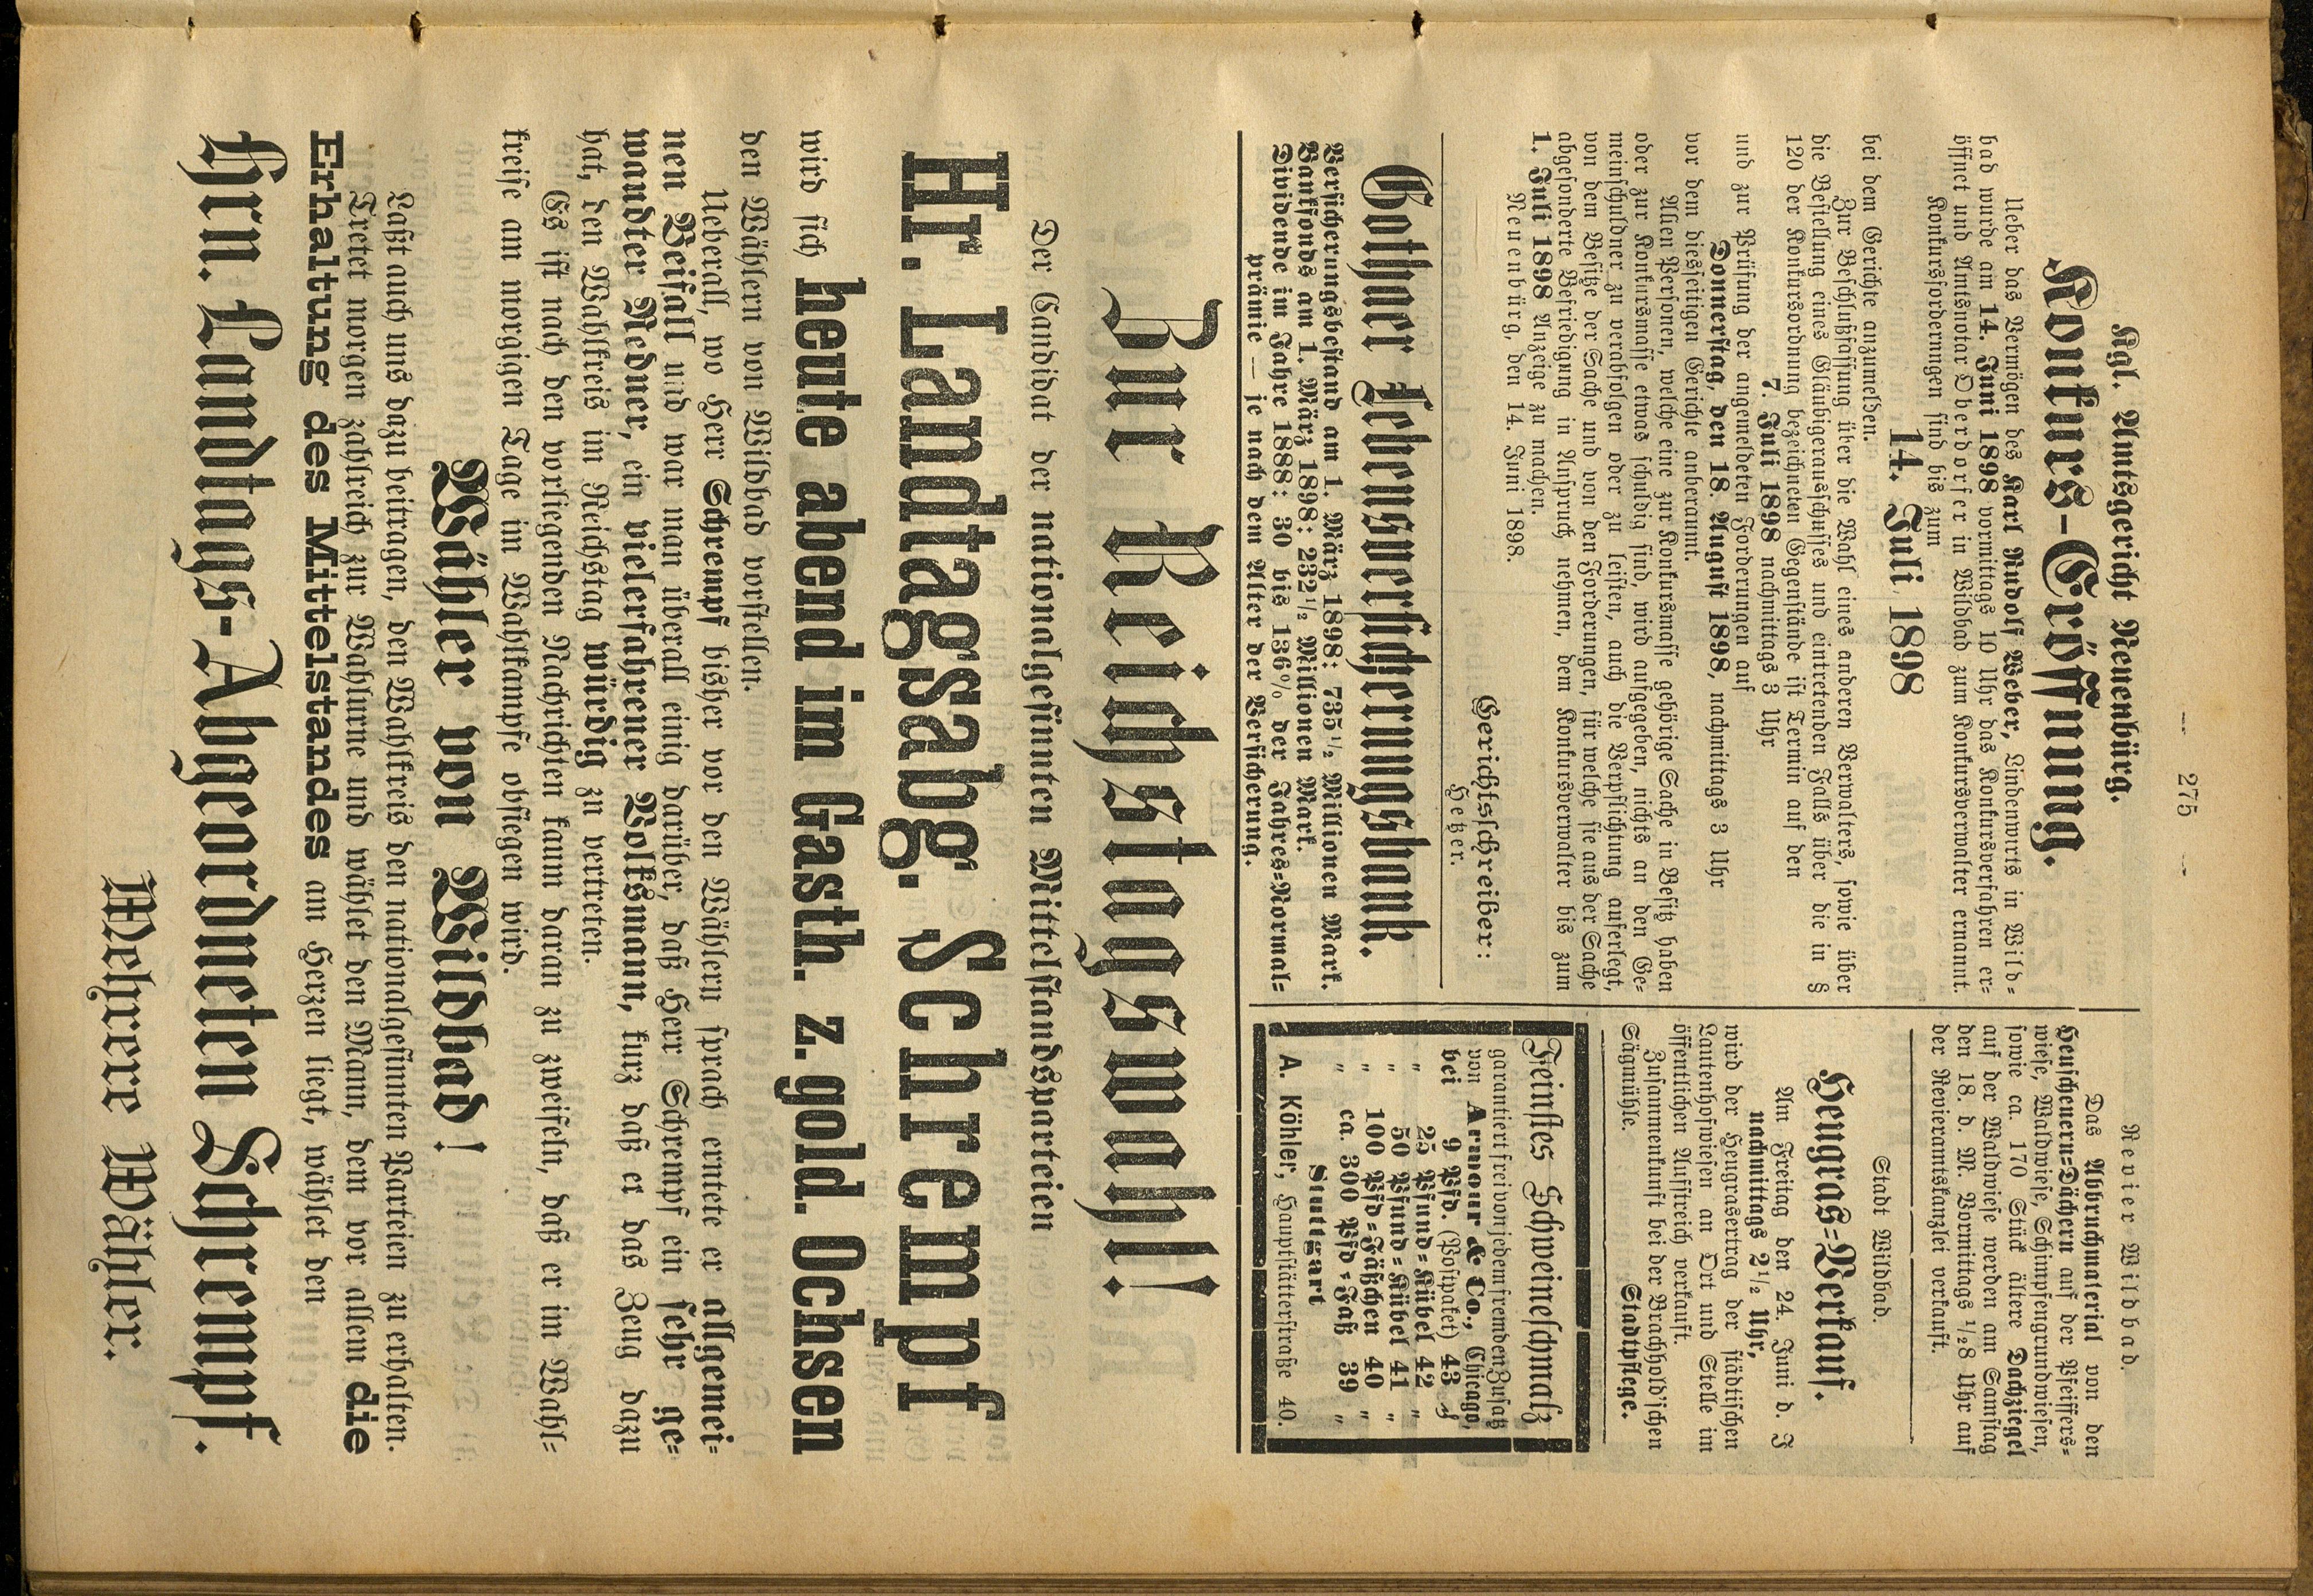 — 275 —
Kgl. Amtsgericht Neuenbürg.
Konkurs-Eröffnung.
Ueber das Vermögen des Karl Rudolf Weber, Lindenwirts in Wild-
bad wurde am 14. Juni 1898 vormittags 10 Uhr das Konkursverfahren er-
öffnet und Amtsnotar Oberdorfer in Wildbad zum Konkursverwalter ernannt.
Konkursforderungen sind bis zum
14. Juli 1898
bei dem Gerichte anzumelden.
Zur Beschlußfassung über die Wahl eines anderen Verwalters, sowie über
die Bestellung eines Gläubigerausschusses und eintretenden Falls über die in §
120 der Konkursordnung bezeichneten Gegenstände ist Termin auf den
7. Juli 1898 nachmittags 3 Uhr
und zur Prüfung der angemeldeten Forderungen auf
Donnerstag, den 18. August 1898, nachmittags 3 Uhr
vor dem diesseitigen Gerichte anberaumt.
Allen Personen, welche eine zur Konkursmasse gehörige Sache in Besitz haben
oder zur Konkursmasse etwas schuldig sind, wird aufgegeben, nichts an den Ge-
meinschuldner zu verabfolgen oder zu leisten, auch die Verpflichtung auferlegt,
von dem Besitze der Sache und von den Forderungen, für welche sie aus der Sache
abgesonderte Befriedigung in Anspruch nehmen, dem Konkursverwalter bis zum
1. Juli 1898 Anzeige zu machen.
Neuenbürg, den 14. Juni 1898.
Gerichtsschreiber:
Hetzer.
Gothaer Lebensversicherungsbank.
Versicherungsbestand am 1. März 1898: 735½ Millionen Mark.
Bankfonds am 1. März 1898: 232½ Millionen Mark.
Dividende im Jahre 1888: 30 bis 136% der Jahres-Normal-
prämie — je nach dem Alter der Versicherung.
Revier Wildbad.
Das Abbruchmaterial von den
Heuscheuern-Dächern auf der Pfeiffers-
wiese, Waldwiese, Schimpfengrundwiesen,
sowie ca. 170 Stück ältere Dachziegel
auf der Waldwiese werden am Samstag
den 18. d. M. Vormittags ½8 Uhr auf
der Revieramtskanzlei verkauft.
Stadt Wildbad.
Heugras-Verkauf.
Am Freitag den 24. Juni d. J
nachmittags 2½ Uhr,
wird der Heugrasertrag der städtischen
Lautenhofwiesen an Ort und Stelle im
öffentlichen Aufstreich verkauft.
Zusammenkunft bei der Brachhold'schen
Sägmühle.
Stadtpflege.
Feinstes Schweineschmalz
garantiert frei von jedem fremden Zusatz
von Armour & Co., Chicago,
bei 9 Pfd. (Postpaket) 43 ₰
" 25 Pfund-Kübel 42 "
" 50 Pfund-Kübel 41 "
" 100 Pfd-Fäßchen 40 "
" ca. 300 Pfd-Faß 39 "
Stuttgart
A. Köhler, Hauptstätterstraße 40.
Zur Reichstagswahl!
Der Candidat der nationalgesinnten Mittelstandsparteien
Hr. Landtagsabg. Schrempf
wird sich heute abend im Gasth. z. gold. Ochsen
den Wählern von Wildbad vorstellen.
Ueberall, wo Herr Schrempf bisher vor den Wählern sprach erntete er allgemei-
nen Beifall und war man überall einig darüber, daß Herr Schrempf ein sehr ge-
wandter Redner, ein vielerfahrener Volksmann, kurz daß er das Zeug dazu
hat, den Wahlkreis im Reichstag würdig zu vertreten.
Es ist nach den vorliegenden Nachrichten kaum daran zu zweifeln, daß er im Wahl-
kreise am morgigen Tage im Wahlkampfe obsiegen wird.
Wähler von Wildbad!
Laßt auch uns dazu beitragen, den Wahlkreis den nationalgesinnten Parteien zu erhalten.
Tretet morgen zahlreich zur Wahlurne und wählet den Mann, dem vor allem die
Erhaltung des Mittelstandes am Herzen liegt, wählet den
Hrn. Landtags-Abgeordneten Schrempf.
Mehrere Wähler.